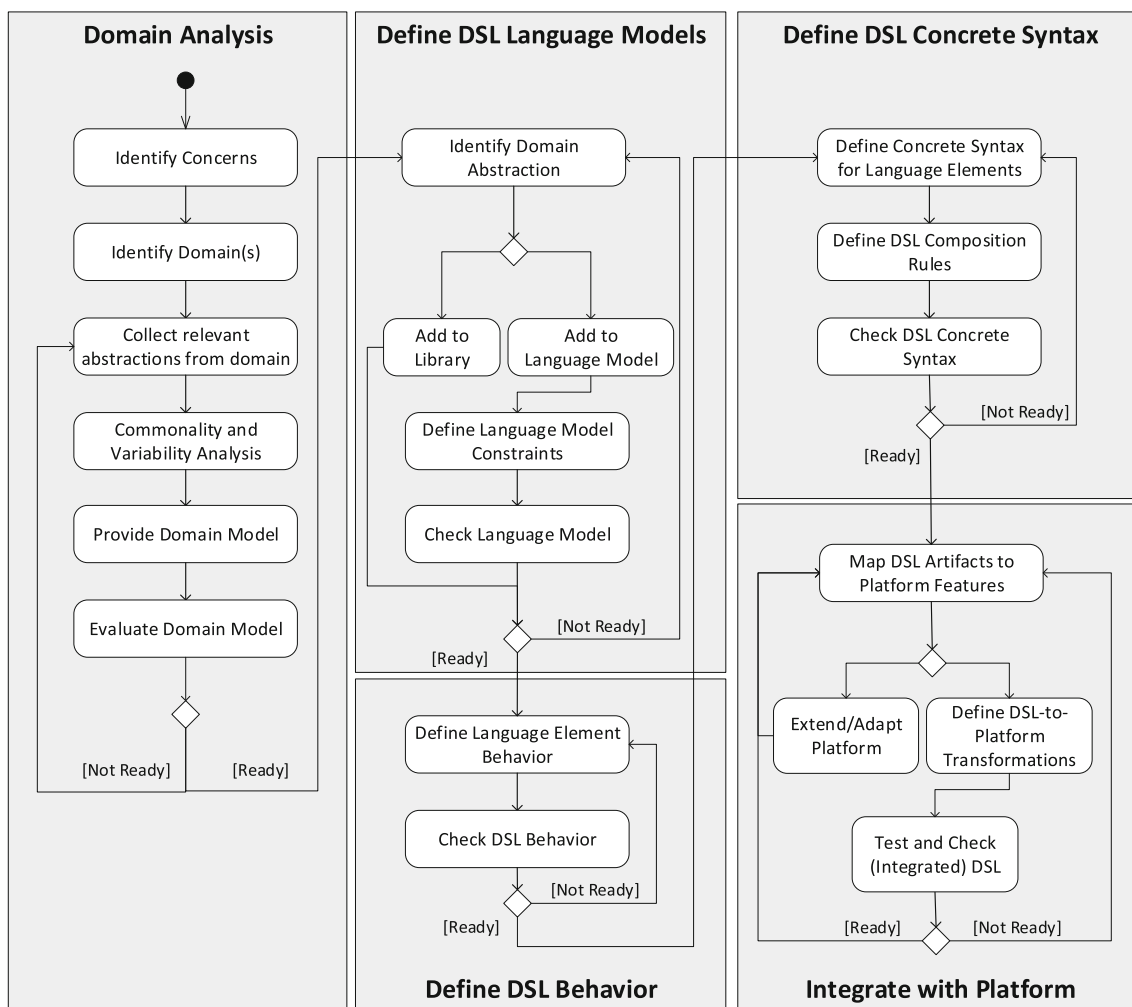 Domain Analysis
Identify Concerns
Identify Domain(s)
Collect relevant
abstractions from domain
Commonality and
Variability Analysis
Provide Domain Model
Evaluate Domain Model
[Not Ready]
[Ready]
Define DSL Language Models
Identify Domain
Abstraction
Add to
Library
Add to
Language Model
Define Language Model
Constraints
Check Language Model
[Not Ready]
[Ready]
Define Language Element
Behavior
Check DSL Behavior
[Not Ready]
[Ready]
Define DSL Behavior
Define DSL Concrete Syntax
Define Concrete Syntax
for Language Elements
Define DSL Composition
Rules
Check DSL Concrete
Syntax
[Not Ready]
[Ready]
Map DSL Artifacts to
Platform Features
Extend/Adapt
Platform
Define DSL-to-
Platform
Transformations
Test and Check
(Integrated) DSL
[Ready]
[Not Ready]
Integrate with Platform